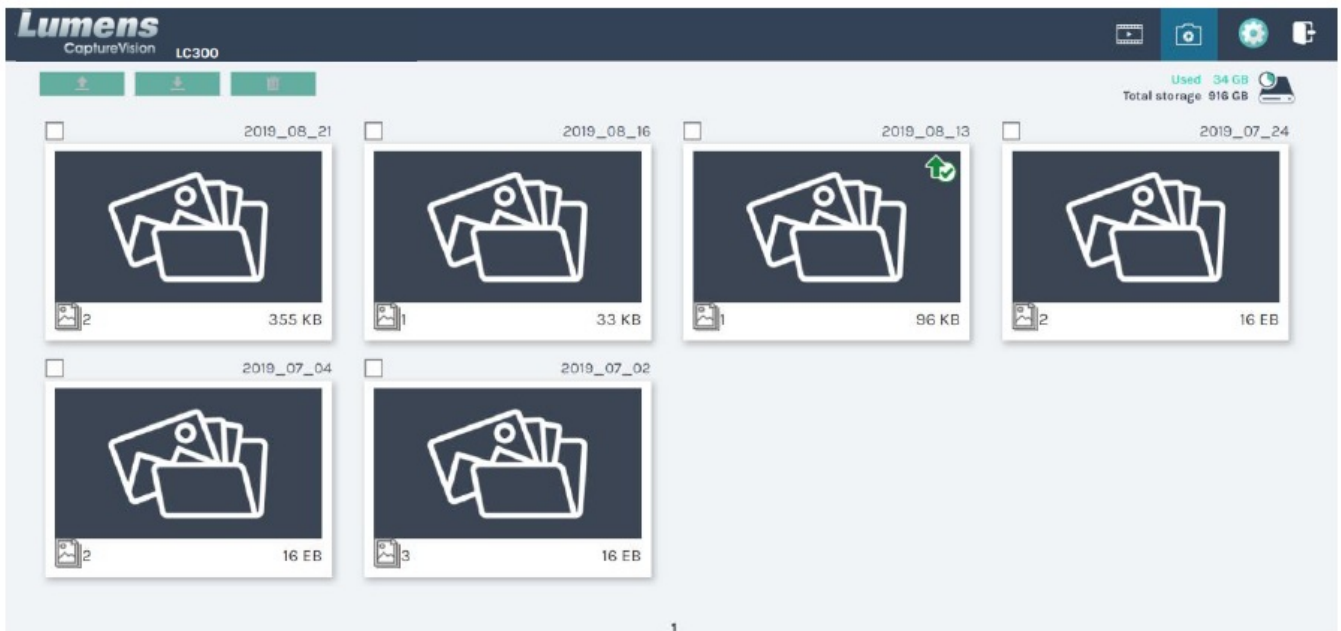 Lumens
CaptureVision LC300
Used 34 GB
Total storage 916 GB
2019_08_21
2019_08_16
2019_08_13
2019_07_24
2 355 KB
1 33 KB
1 96 KB
2 16 EB
2019_07_04
2019_07_02
2 16 EB
3 16 EB
1